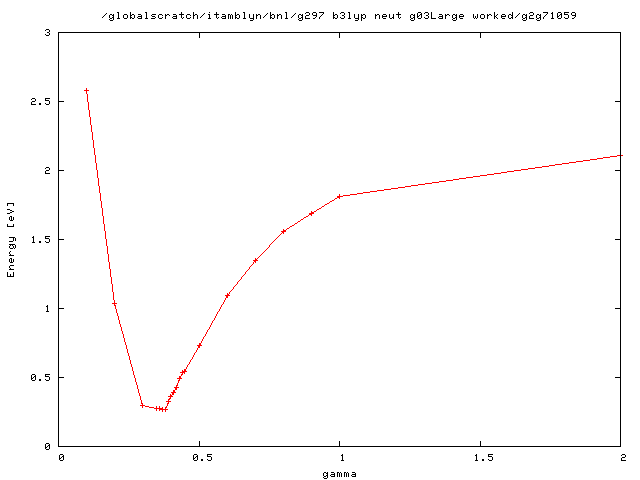 /globalscratch/itamblyn/bnl/g297 b3lyp neut g03Large worked/g2g71059
3
2.5
2
1.5
1
0.5
0
Energy [eV]
0 0.5 1 1.5 2
gamma